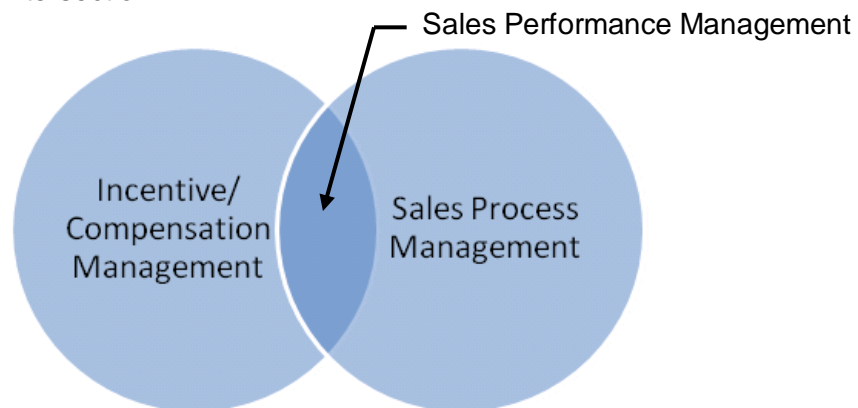 Sales Performance Management
Incentive/
Compensation
Management
Sales Process
Management